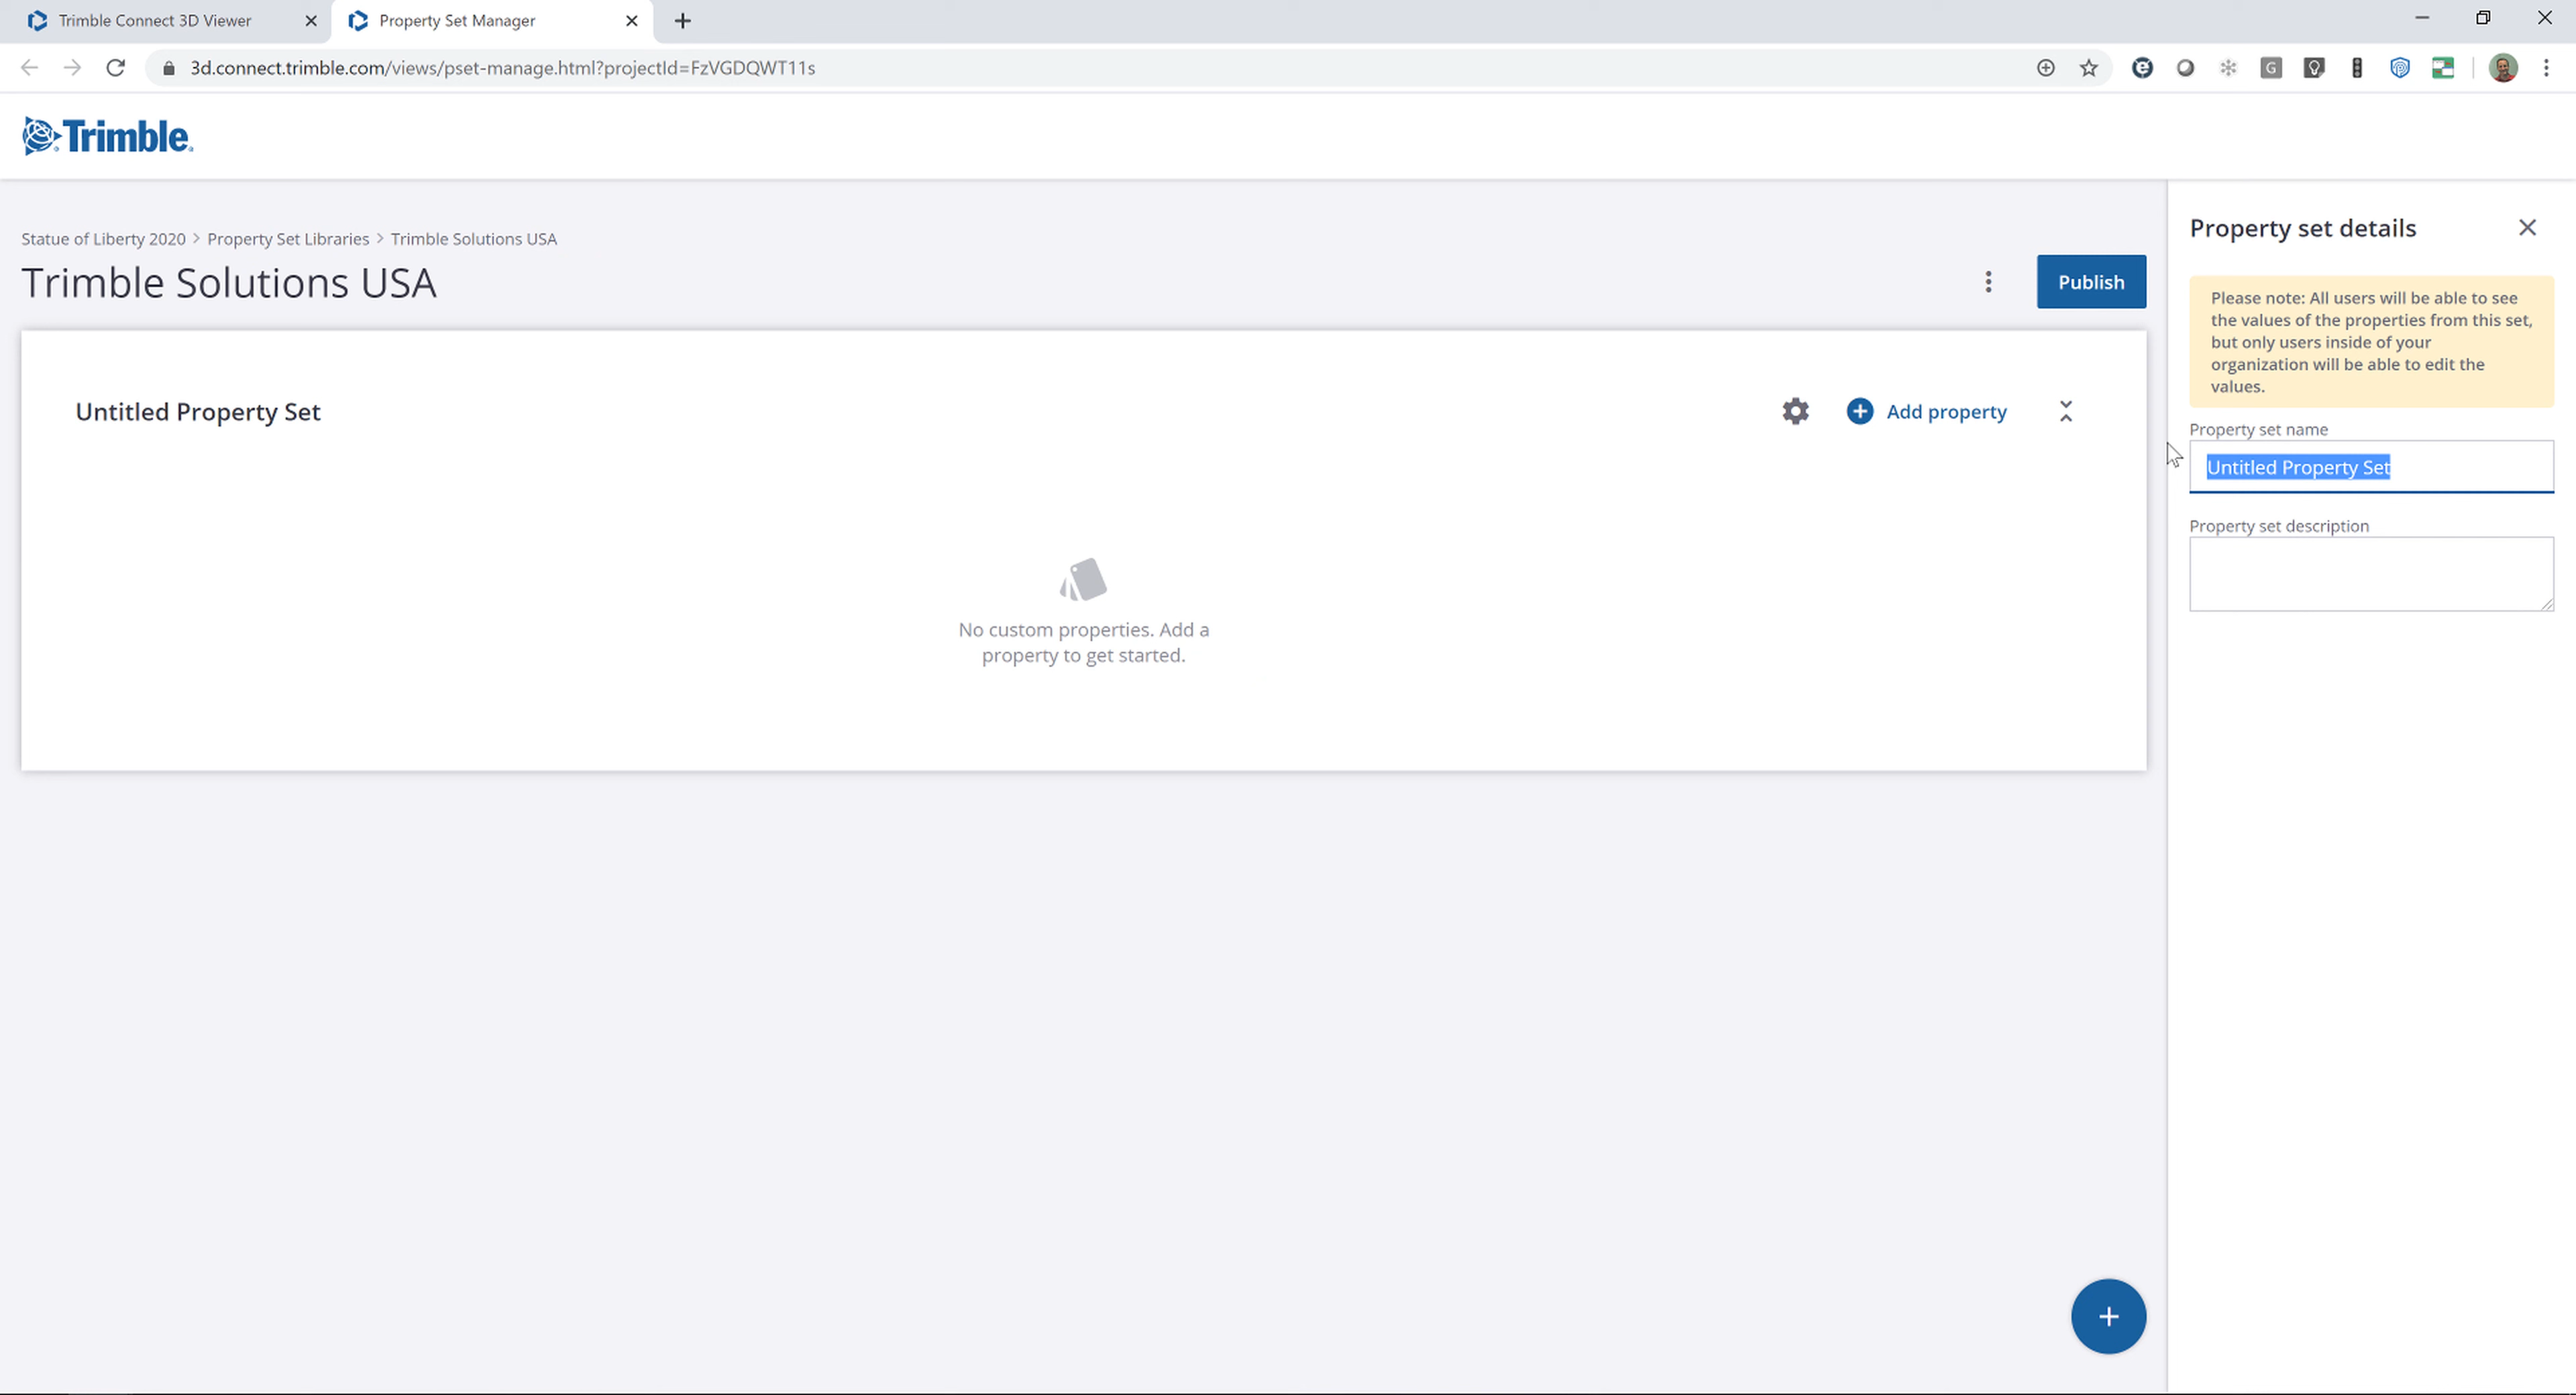 Trimble Connect 3D Viewer
Property Set Manager
3d.connect.trimble.com/views/pset-manage.html?projectId=FzVGDQWT11s
G
Trimble
Statue of Liberty 2020 > Property Set Libraries > Trimble Solutions USA
Trimble Solutions USA
Publish
Untitled Property Set
Add property
No custom properties. Add a
property to get started.
Property set details
Please note: All users will be able to see
the values of the properties from this set,
but only users inside of your
organization will be able to edit the
values.
Property set name
Untitled Property Set
Property set description